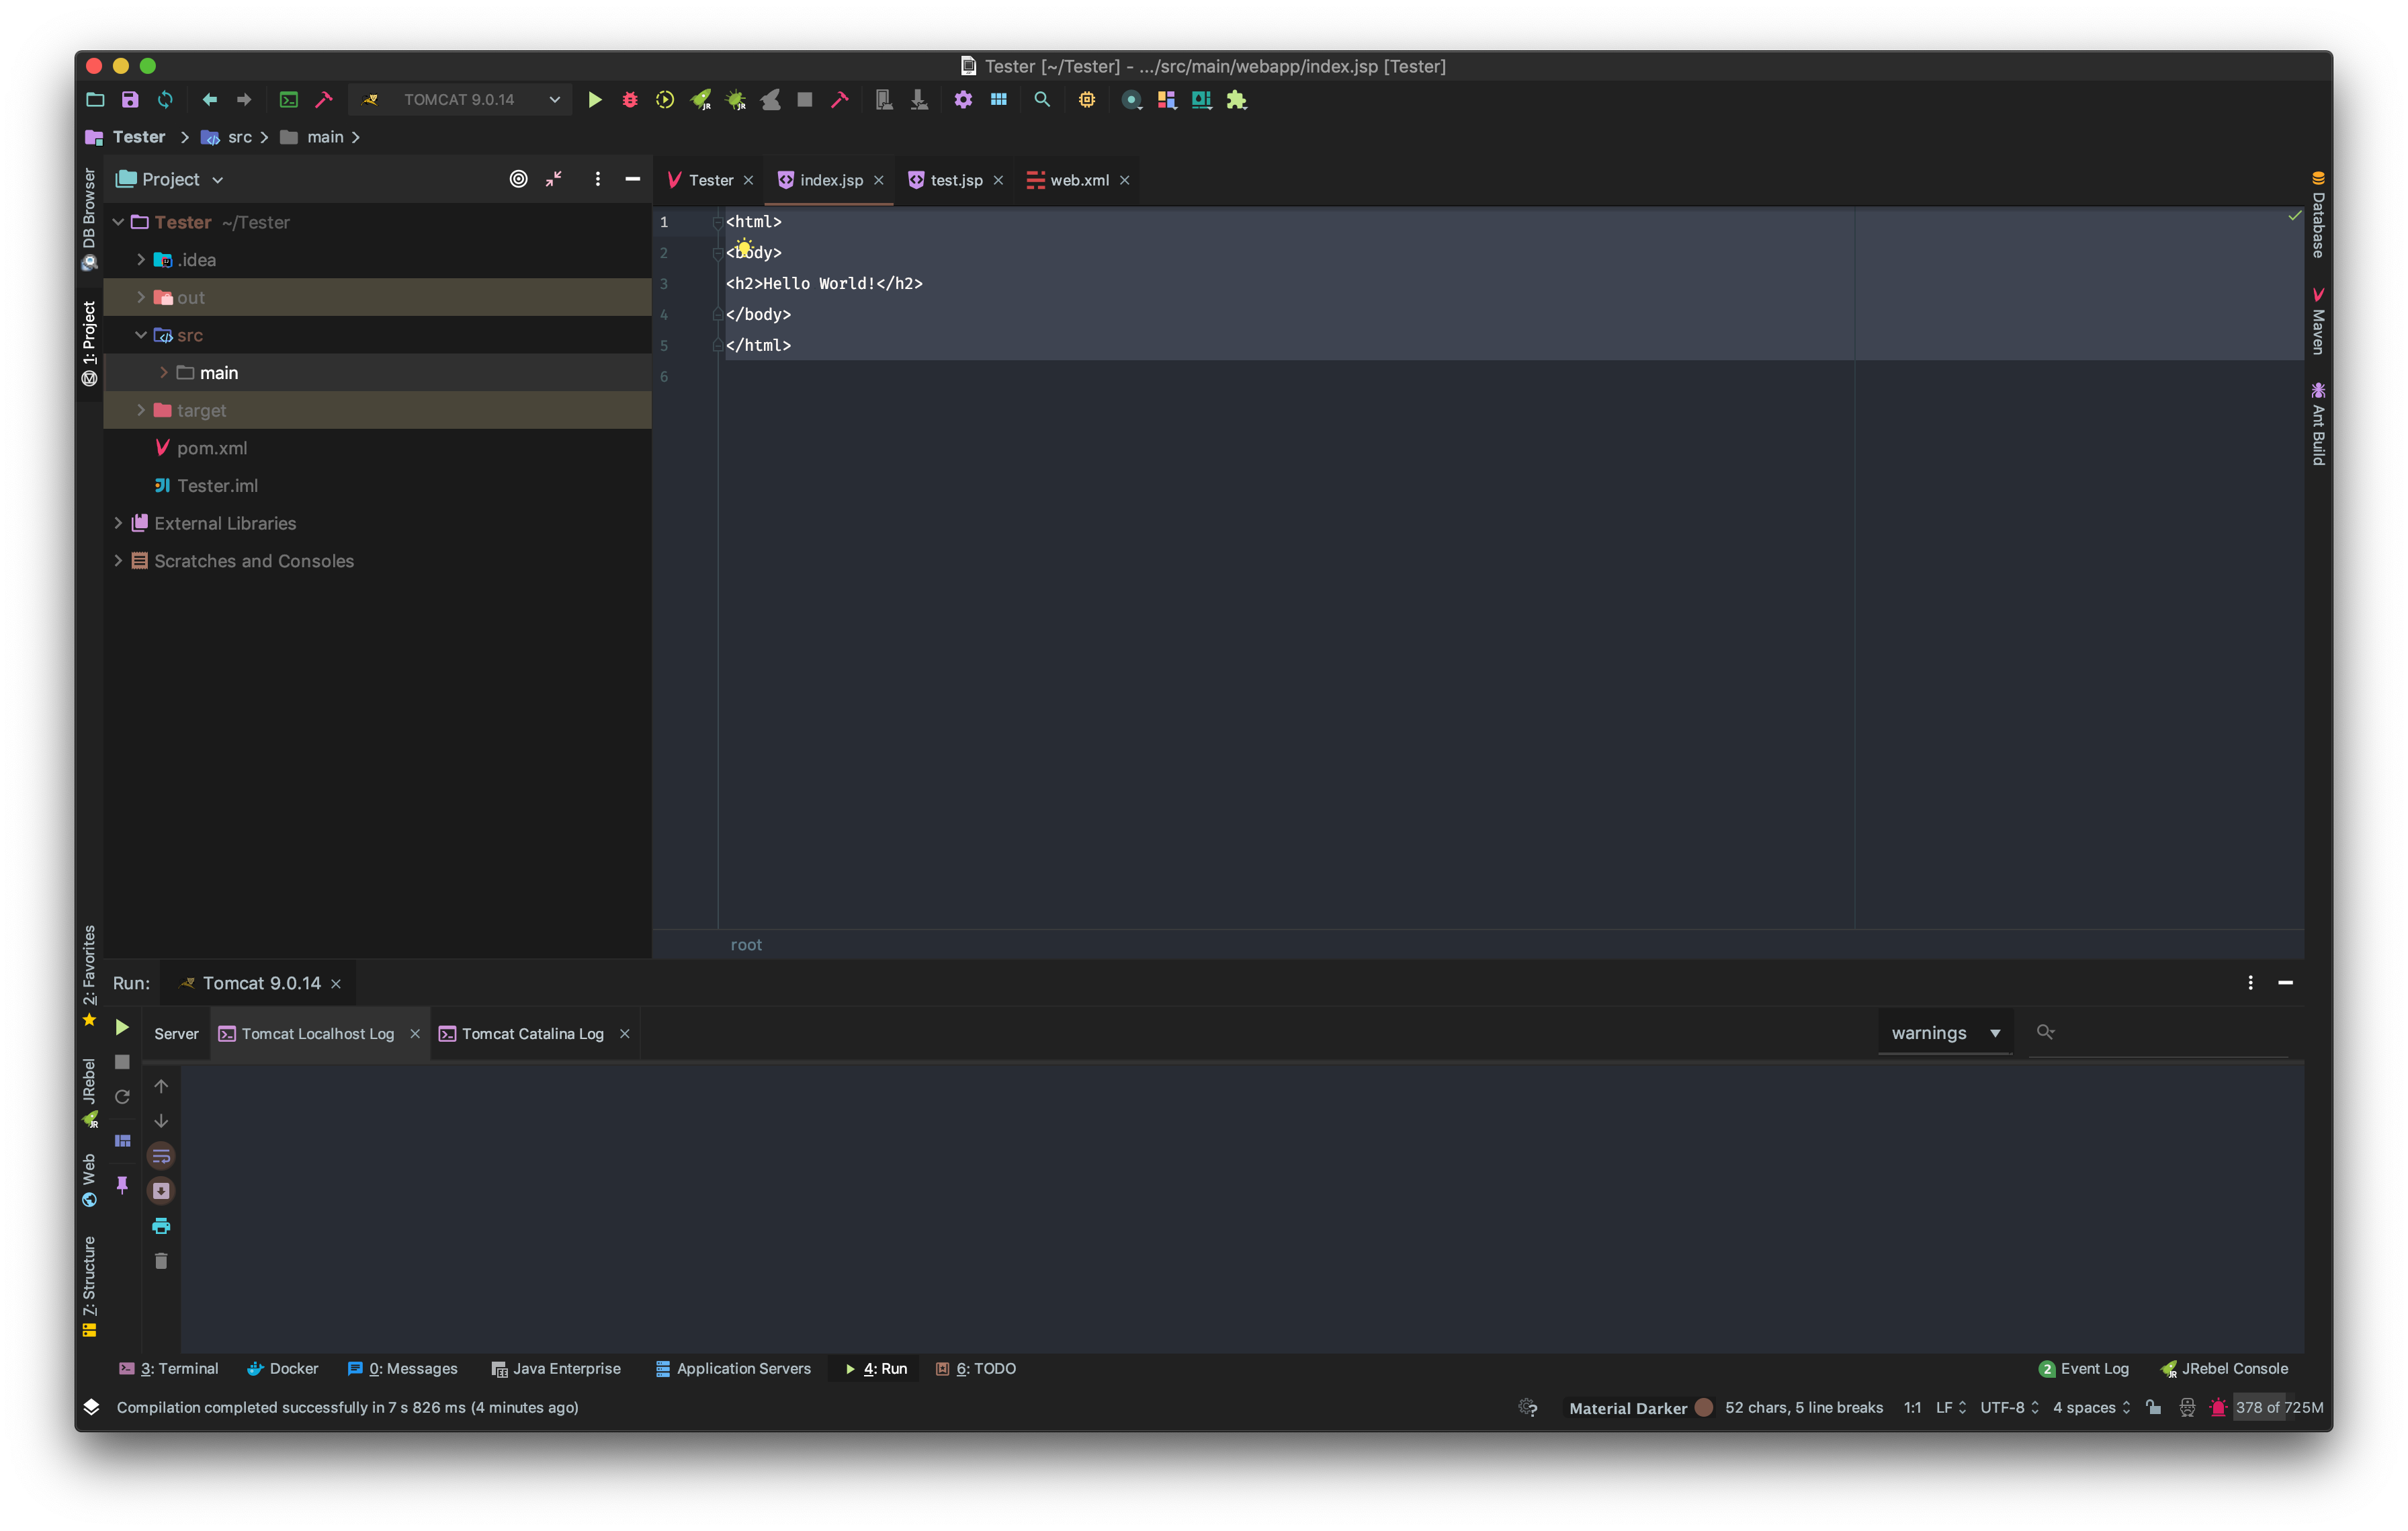 Tester [~/Tester] - .../src/main/webapp/index.jsp [Tester]
TOMCAT 9.0.14
Tester src main
DB Browser
1: Project
2: Favorites
JRebel
Web
7: Structure
Project
Tester ~/Tester
.idea
out
src
main
target
pom.xml
Tester.iml
External Libraries
Scratches and Consoles
Tester index.jsp test.jsp web.xml
1 <html>
2 <body>
3 <h2>Hello World!</h2>
4 </body>
5 </html>
6
root
Database
Maven
Ant Build
Run: Tomcat 9.0.14
Server Tomcat Localhost Log Tomcat Catalina Log warnings
3: Terminal Docker 0: Messages Java Enterprise Application Servers 4: Run 6: TODO 2 Event Log JRebel Console
Compilation completed successfully in 7 s 826 ms (4 minutes ago) Material Darker 52 chars, 5 line breaks 1:1 LF UTF-8 4 spaces 378 of 725M